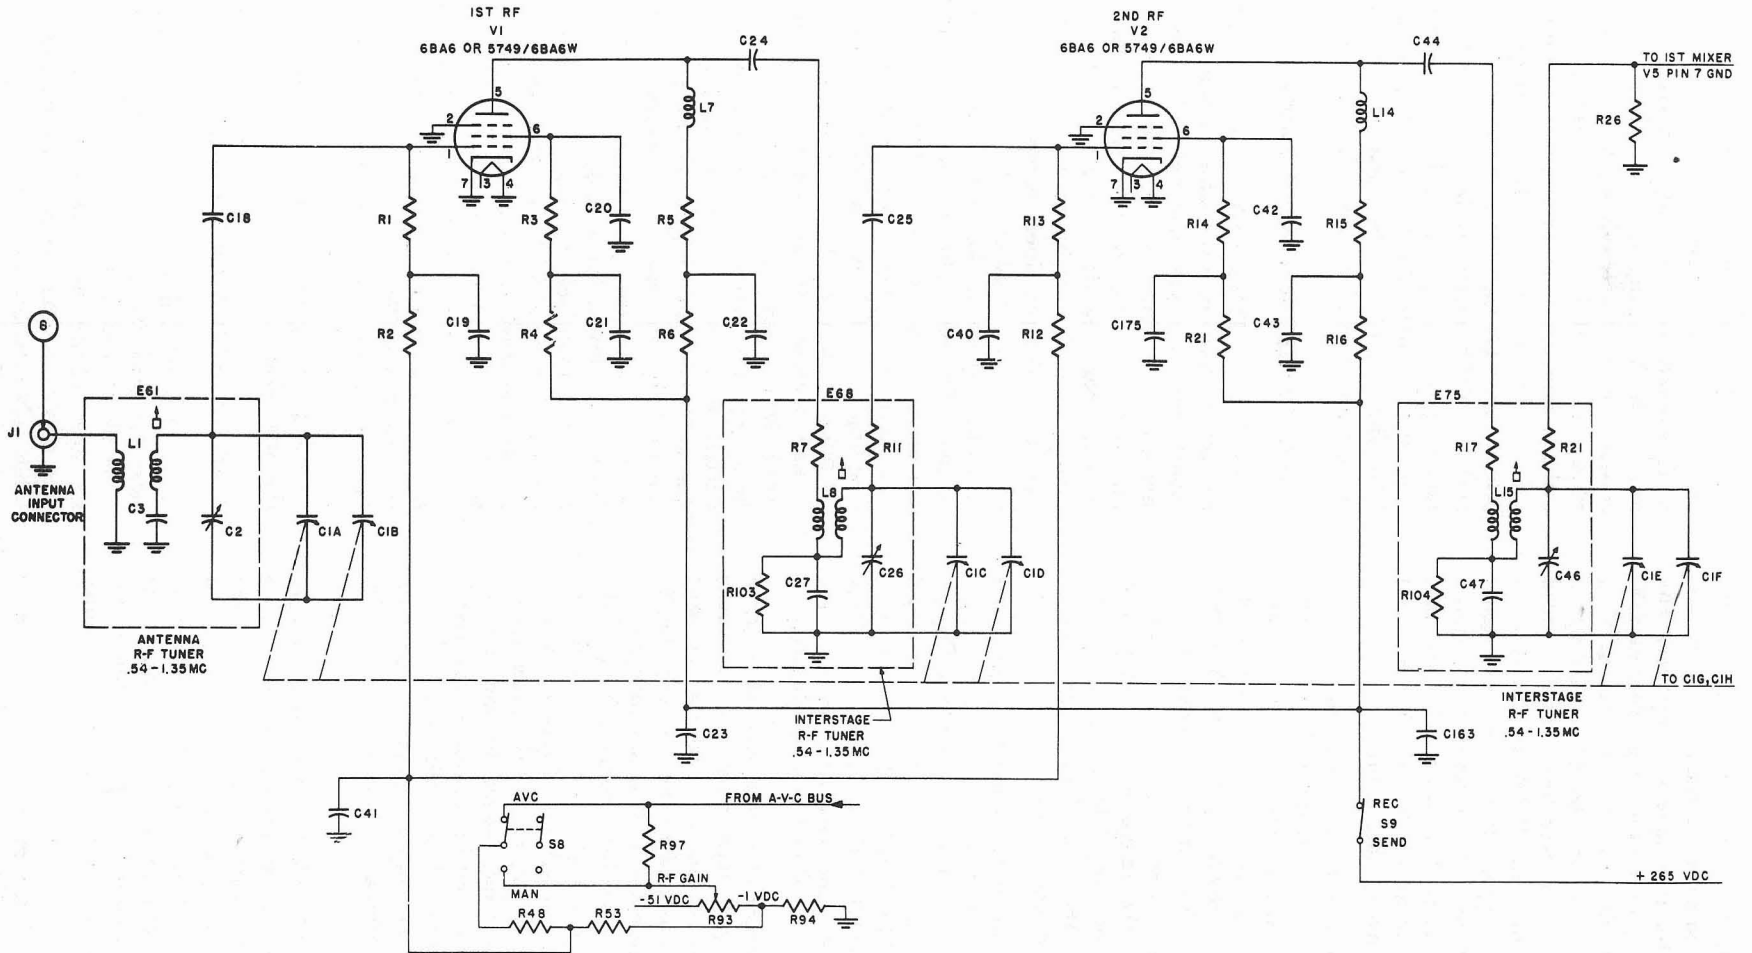 1ST RF
V1
6BA6 OR 5749/6BA6W
2ND RF
V2
6BA6 OR 5749/6BA6W
C24
C44
TO 1ST MIXER
V5 PIN 7 GND
5
2
6
1
7
3
4
L7
5
2
6
1
7
3
4
L14
R26
C18
R1
R3
C20
R5
C25
R13
R14
C42
R15
8
R2
C19
R4
C21
R6
C22
C40
R12
C175
R21
C43
R16
E61
E68
E75
J1
L1
ANTENNA
INPUT
CONNECTOR
C3
C2
C1A
C1B
R7
R11
L8
R103
C27
C26
C1C
C1D
R17
R21
L15
R104
C47
C46
C1E
C1F
ANTENNA
R-F TUNER
.54-1.35MC
TO C1G,C1H
INTERSTAGE
R-F TUNER
.54-1.35MC
INTERSTAGE
R-F TUNER
.54-1.35MC
C23
C163
C41
AVC
FROM A-V-C BUS
S8
R97
MAN
R-F GAIN
-51 VDC
-1 VDC
R48
R53
R93
R94
REC
S9
SEND
+ 265 VDC